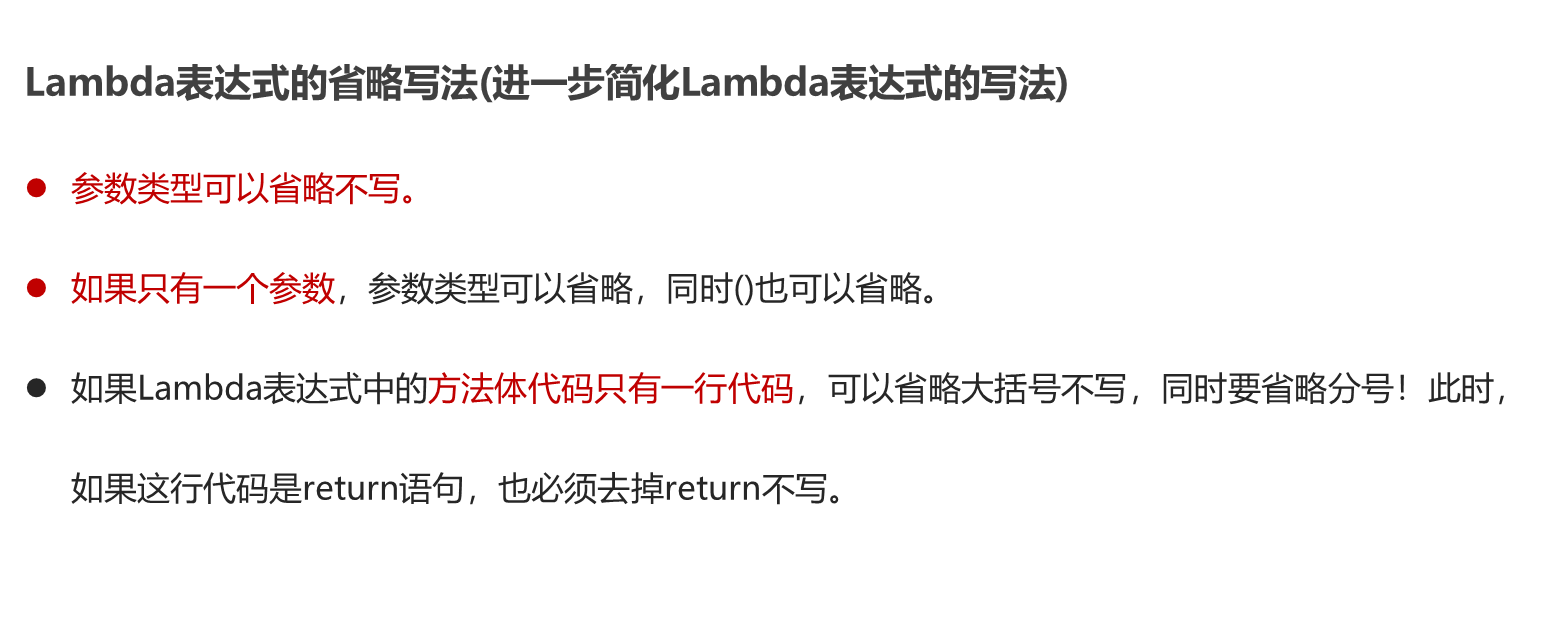 Lambda表达式的省略写法(进一步简化Lambda表达式的写法)
● 参数类型可以省略不写。
● 如果只有一个参数，参数类型可以省略，同时()也可以省略。
● 如果Lambda表达式中的方法体代码只有一行代码，可以省略大括号不写，同时要省略分号！此时，
如果这行代码是return语句，也必须去掉return不写。